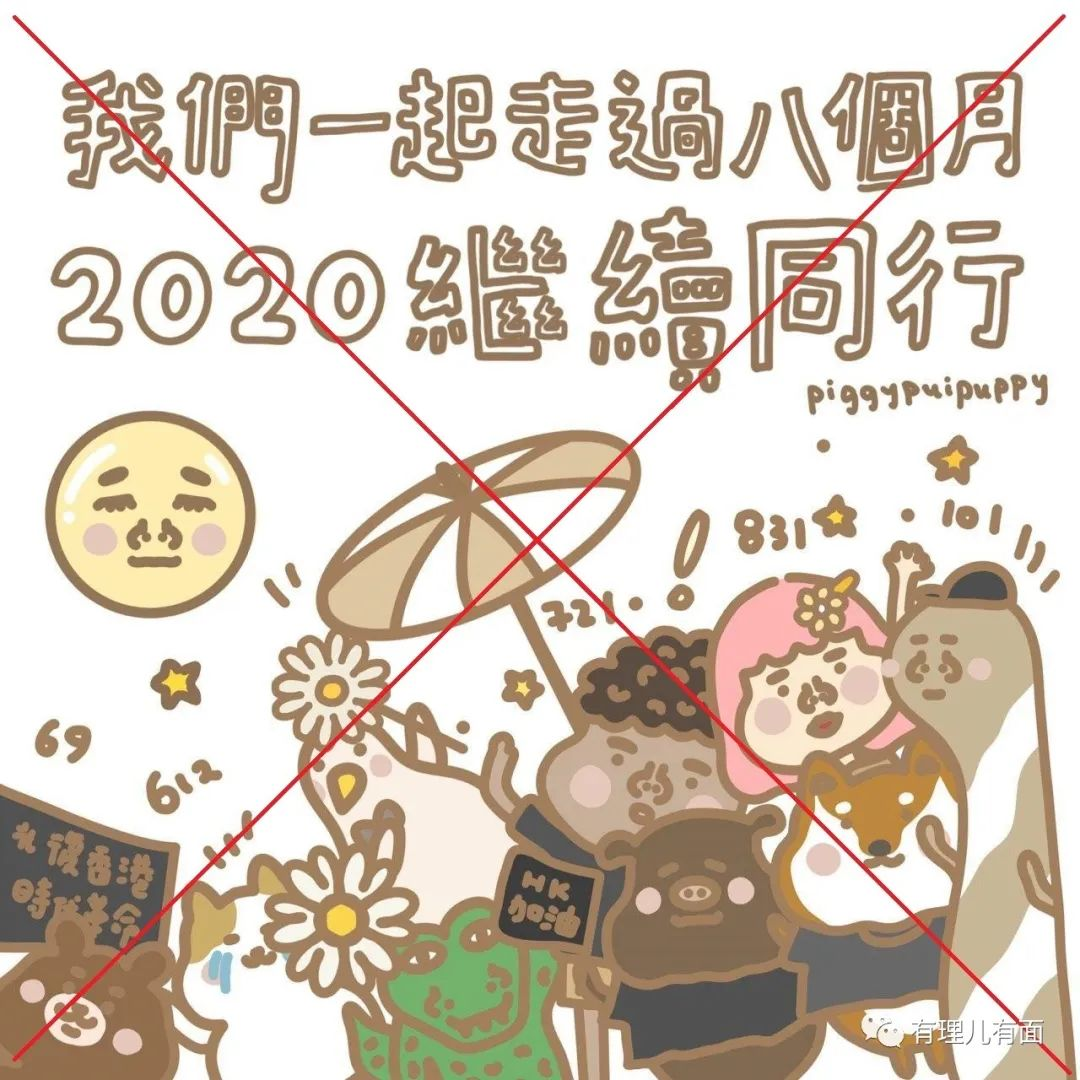 我們一起走過八個月
2020繼續同行
piggypuipuppy
101
831
721
69
612
光復香港
時代革命
HK
加油
有理儿有面